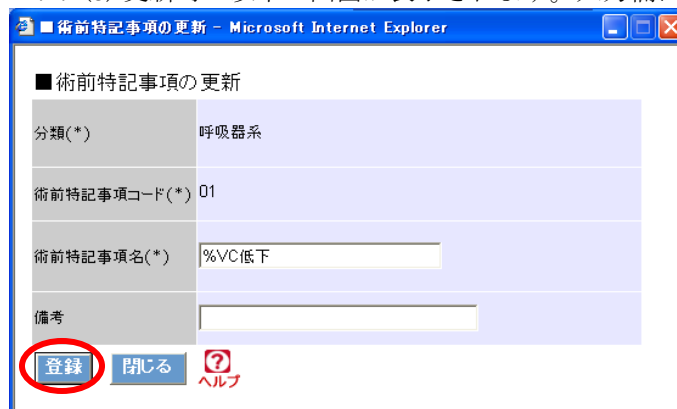 ■術前特記事項の更新 - Microsoft Internet Explorer
■術前特記事項の更新
分類(*) 呼吸器系
術前特記事項コード(*) 01
術前特記事項名(*) %VC低下
備考
登録 閉じる ヘルプ